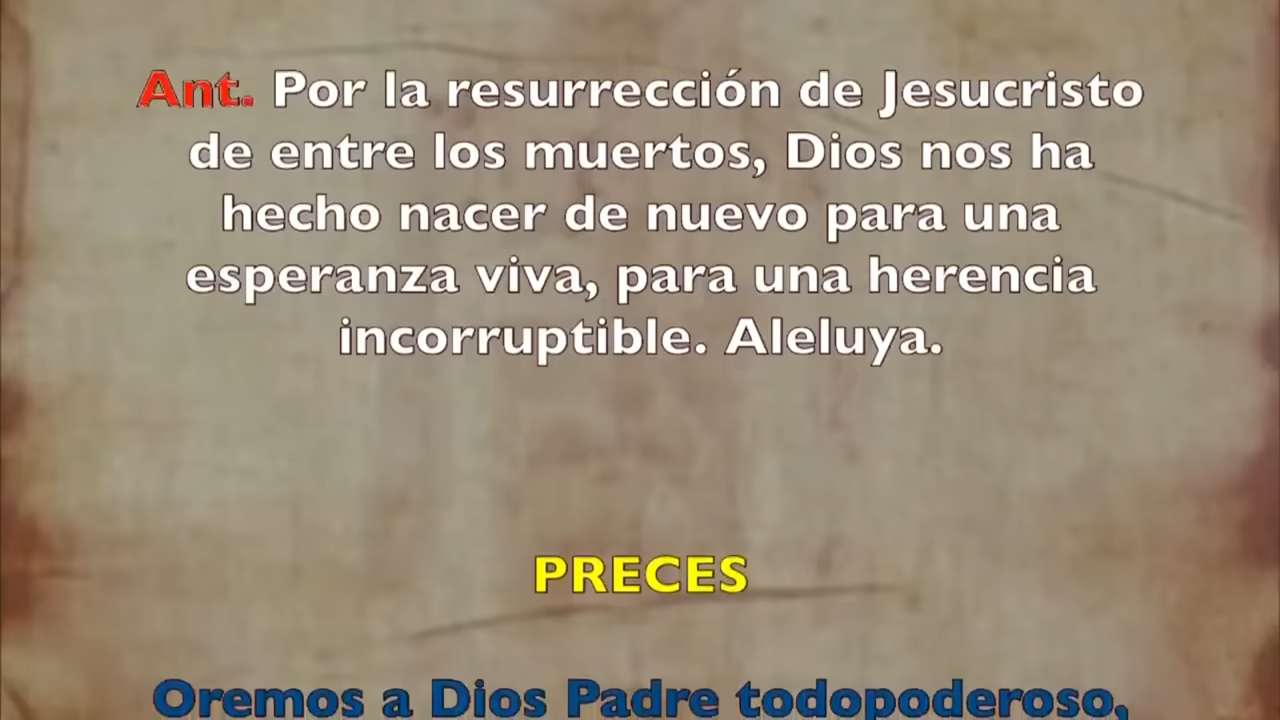 Ant. Por la resurrección de Jesucristo
de entre los muertos, Dios nos ha
hecho nacer de nuevo para una
esperanza viva, para una herencia
incorruptible. Aleluya.
PRECES
Oremos a Dios Padre todopoderoso,